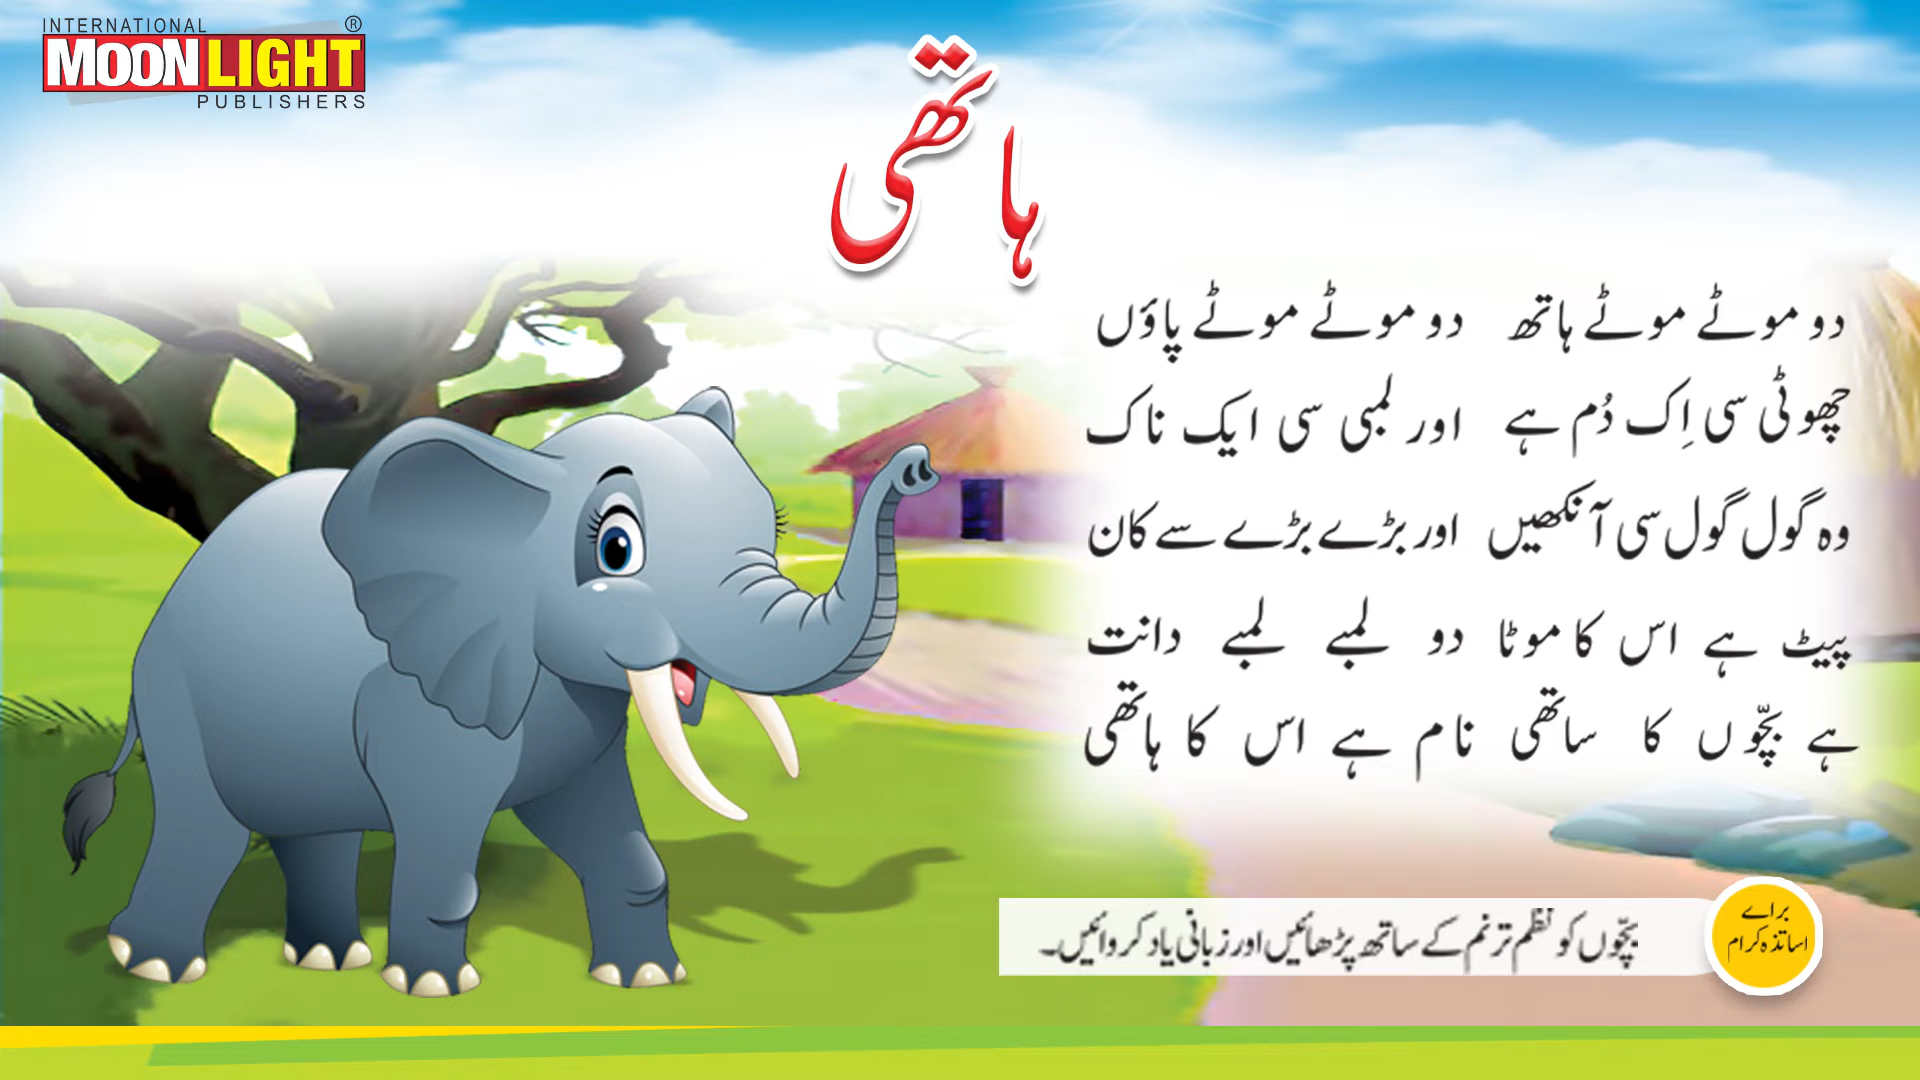 INTERNATIONAL ®
MOONLIGHT
PUBLISHERS
ہاتھی
دو موٹے موٹے ہاتھ دو موٹے موٹے پاؤں
چھوٹی سی اِک دُم ہے اور لمبی سی ایک ناک
وہ گول گول سی آنکھیں اور بڑے بڑے سے کان
پیٹ ہے اس کا موٹا دو لمبے لمبے دانت
ہے بچّوں کا ساتھی نام ہے اس کا ہاتھی
برائے
اساتذہ کرام
بچّوں کو نظم ترنم کے ساتھ پڑھائیں اور زبانی یاد کروائیں۔